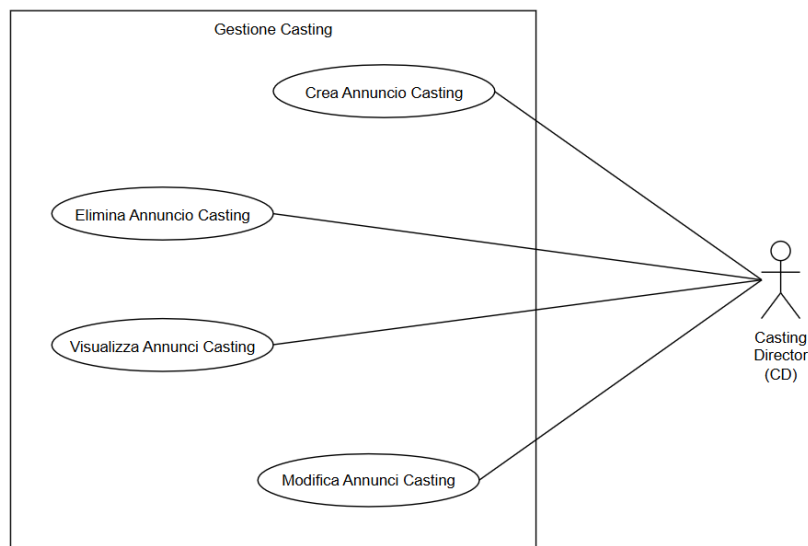 Gestione Casting
Crea Annuncio Casting
Elimina Annuncio Casting
Visualizza Annunci Casting
Modifica Annunci Casting
Casting
Director
(CD)